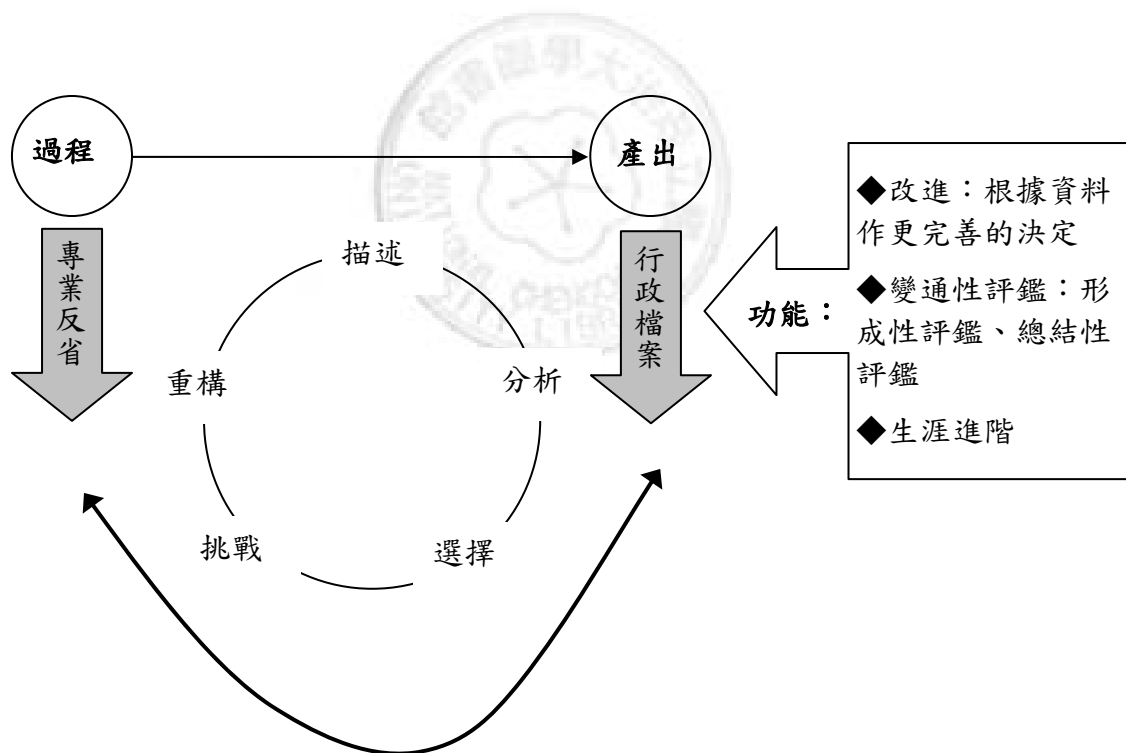 過程
產出
專業反省
行政檔案
描述
分析
選擇
挑戰
重構
功能：
◆改進：根據資料
作更完善的決定
◆變通性評鑑：形
成性評鑑、總結性
評鑑
◆生涯進階